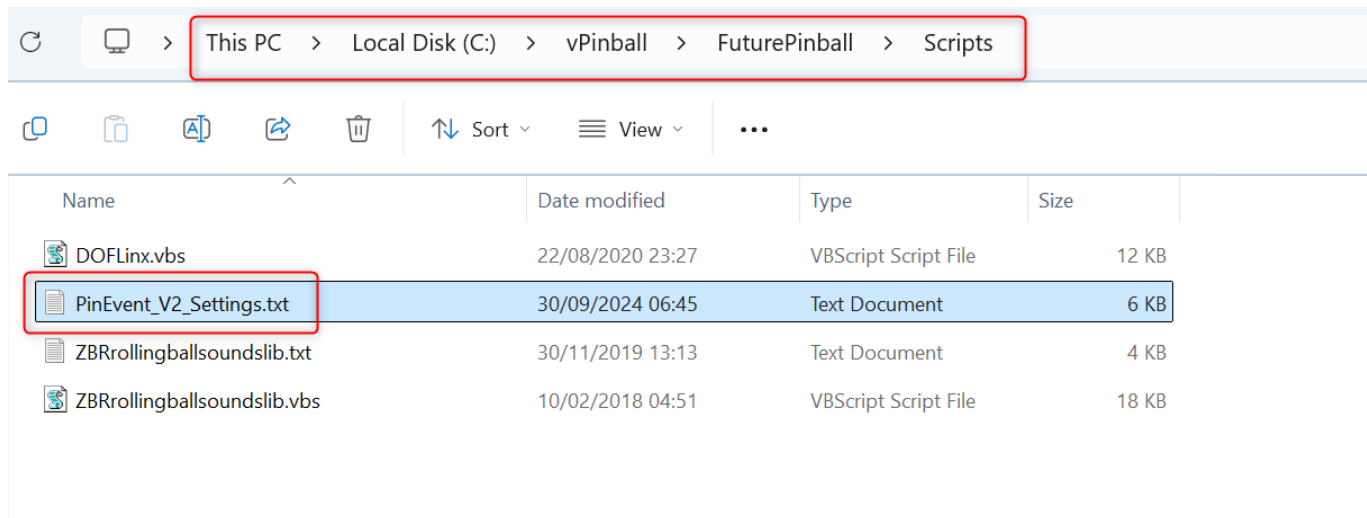 This PC > Local Disk (C:) > vPinball > FuturePinball > Scripts
Sort View
Name Date modified Type Size
DOFLinx.vbs 22/08/2020 23:27 VBScript Script File 12 KB
PinEvent_V2_Settings.txt 30/09/2024 06:45 Text Document 6 KB
ZBRrollingballsoundslib.txt 30/11/2019 13:13 Text Document 4 KB
ZBRrollingballsoundslib.vbs 10/02/2018 04:51 VBScript Script File 18 KB